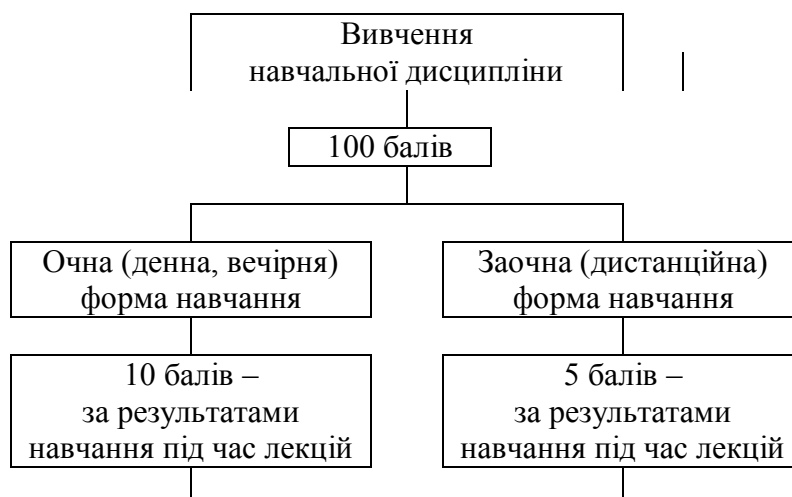 Вивчення
навчальної дисципліни
100 балів
Очна (денна, вечірня)
форма навчання
Заочна (дистанційна)
форма навчання
10 балів –
за результатами
навчання під час лекцій
5 балів –
за результатами
навчання під час лекцій